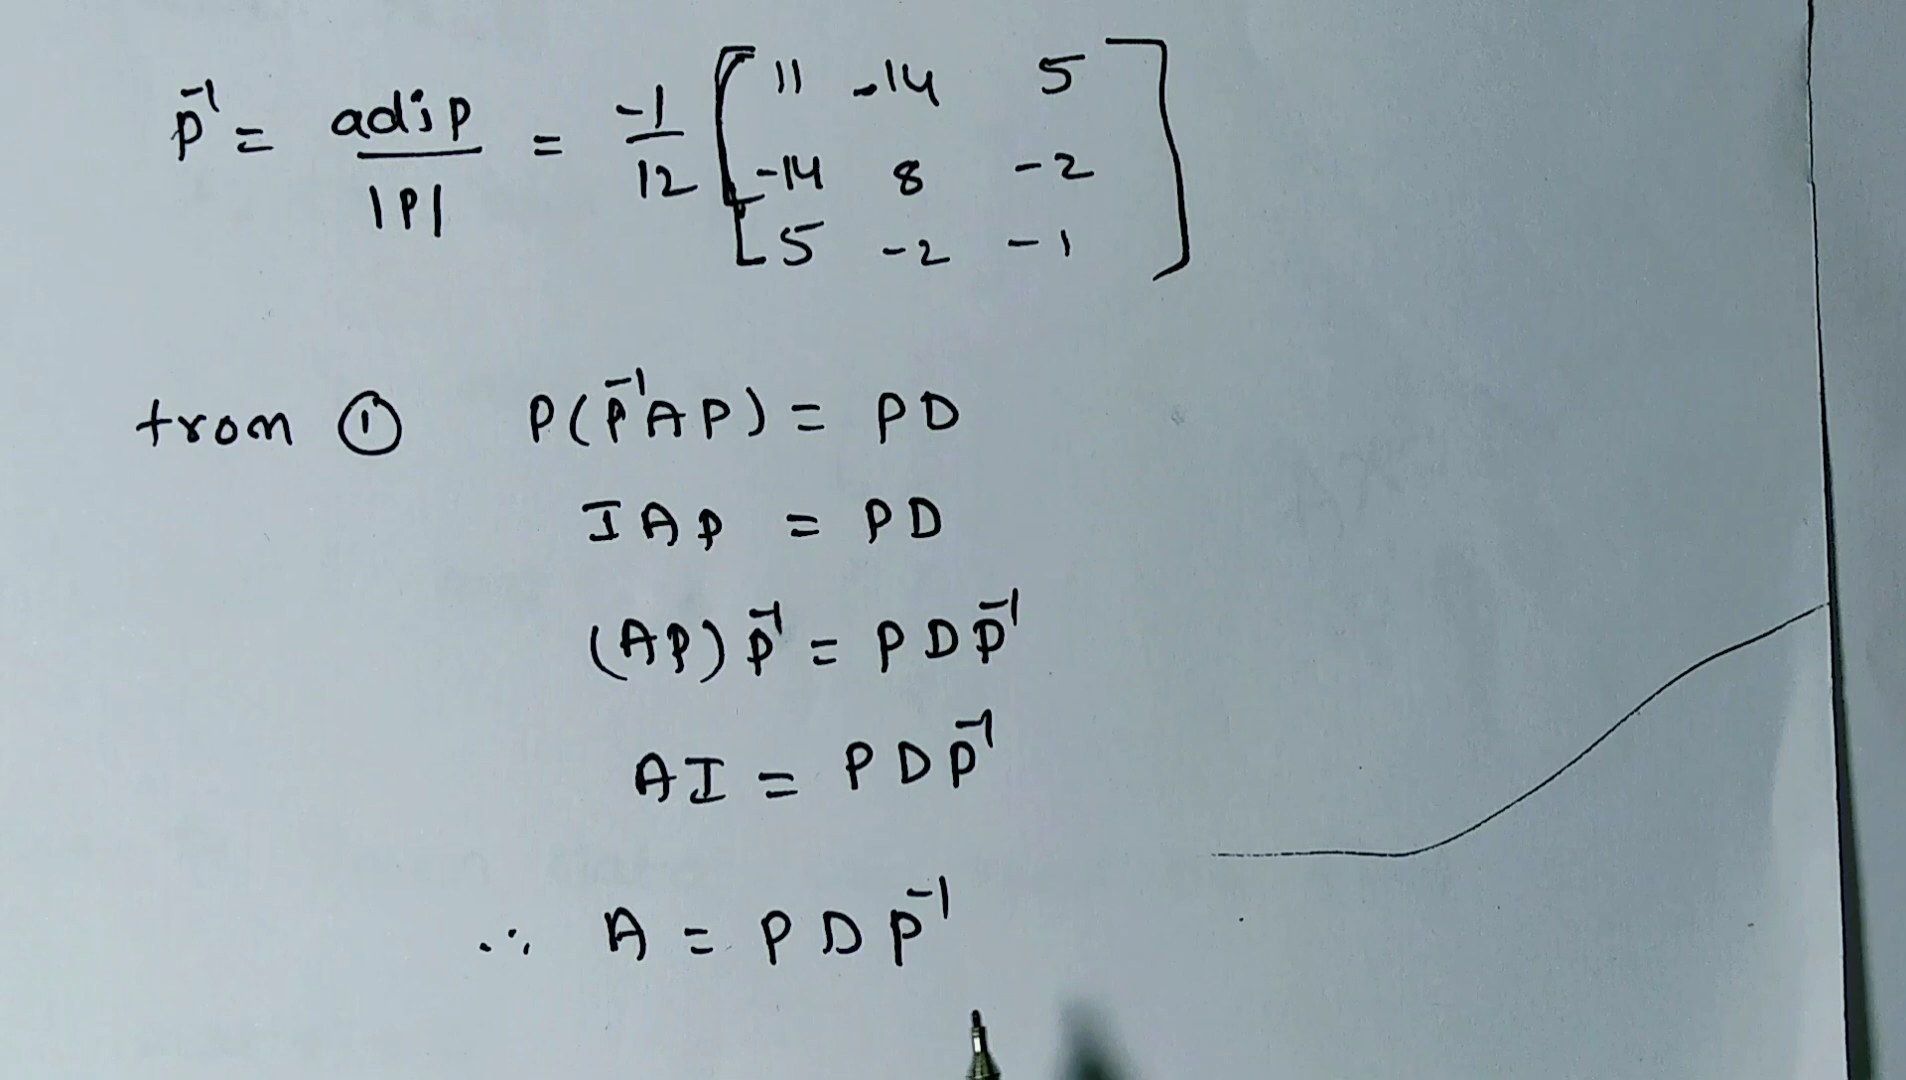 P⁻¹ = adjP / |P| = -1/12 [ 11 -14 5
-14 8 -2
5 -2 -1 ]
from ① P(P⁻¹AP) = PD
IAP = PD
(AP)P⁻¹ = PDP⁻¹
AI = PDP⁻¹
∴ A = PDP⁻¹